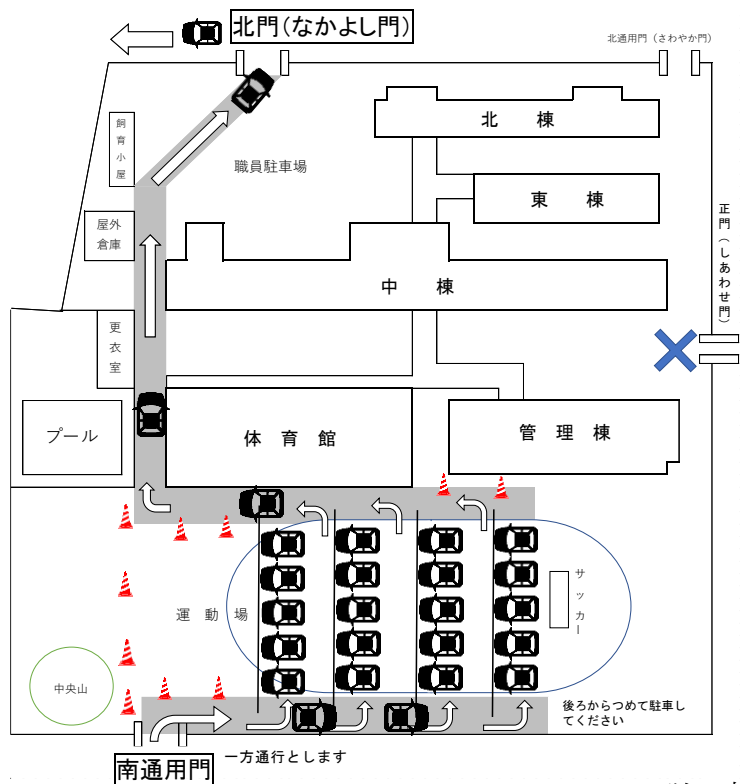 北門(なかよし門)
北通用門(さわやか門)
飼育小屋
北 棟
職員駐車場
東 棟
屋外
倉庫
正門(しあわせ門)
中 棟
更衣室
プール
体 育 館
管 理 棟
サッカー
運 動 場
中央山
後ろからつめて駐車し
てください
一方通行とします
南通用門